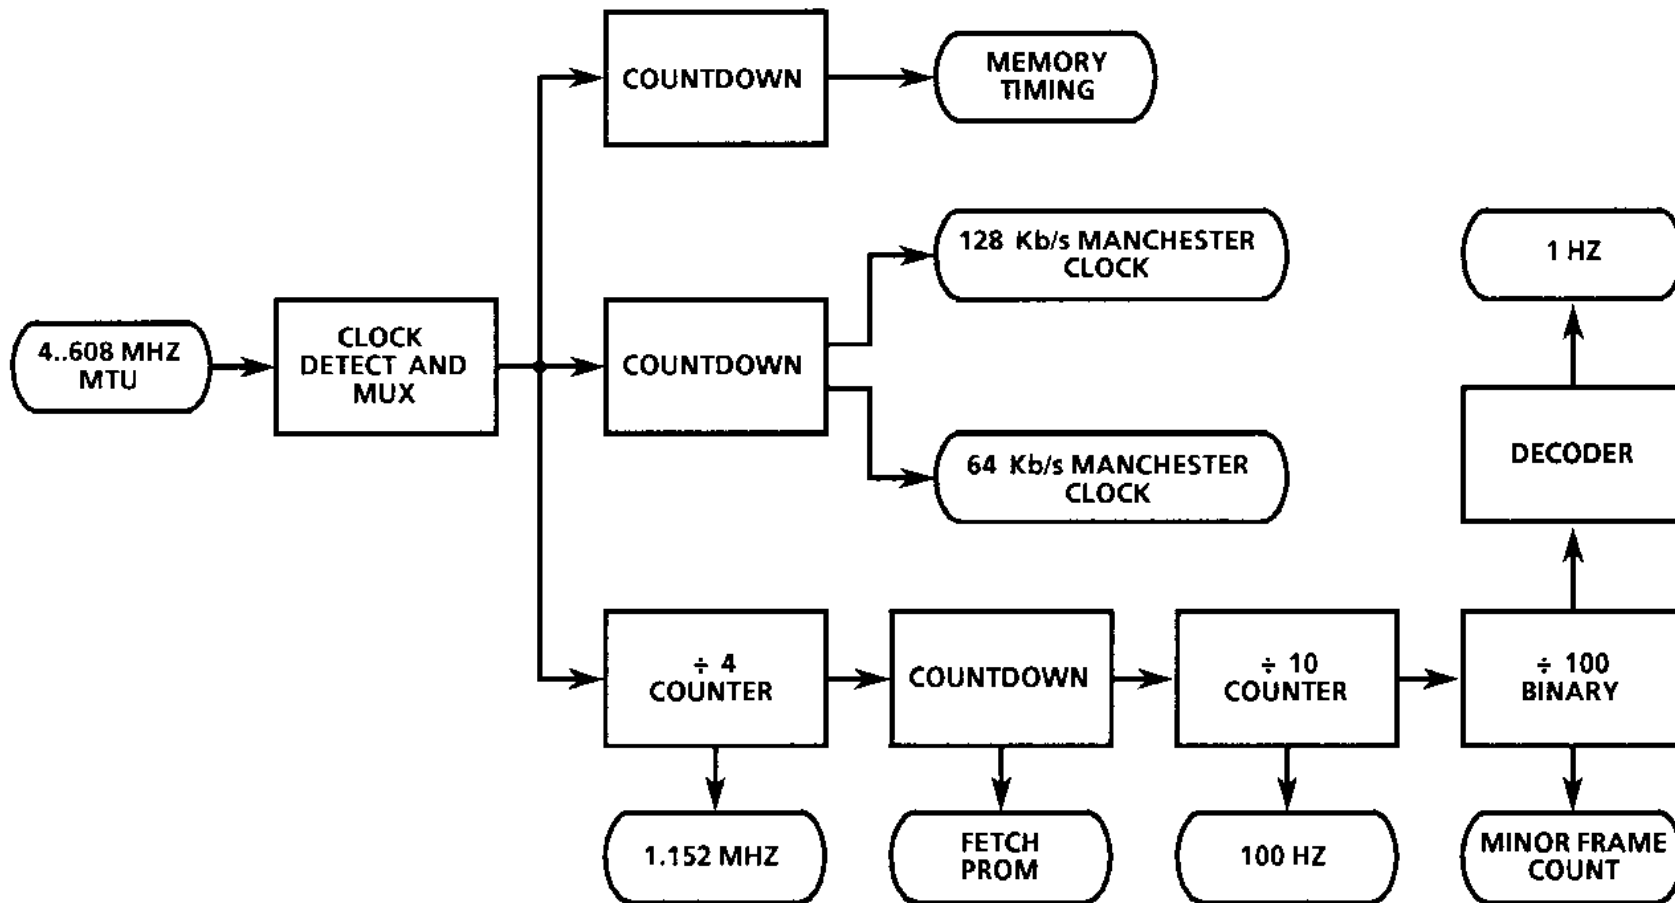 COUNTDOWN
MEMORY
TIMING
128 Kb/s MANCHESTER
CLOCK
1 HZ
4..608 MHZ
MTU
CLOCK
DETECT AND
MUX
COUNTDOWN
64 Kb/s MANCHESTER
CLOCK
DECODER
÷ 4
COUNTER
COUNTDOWN
÷ 10
COUNTER
÷ 100
BINARY
1.152 MHZ
FETCH
PROM
100 HZ
MINOR FRAME
COUNT